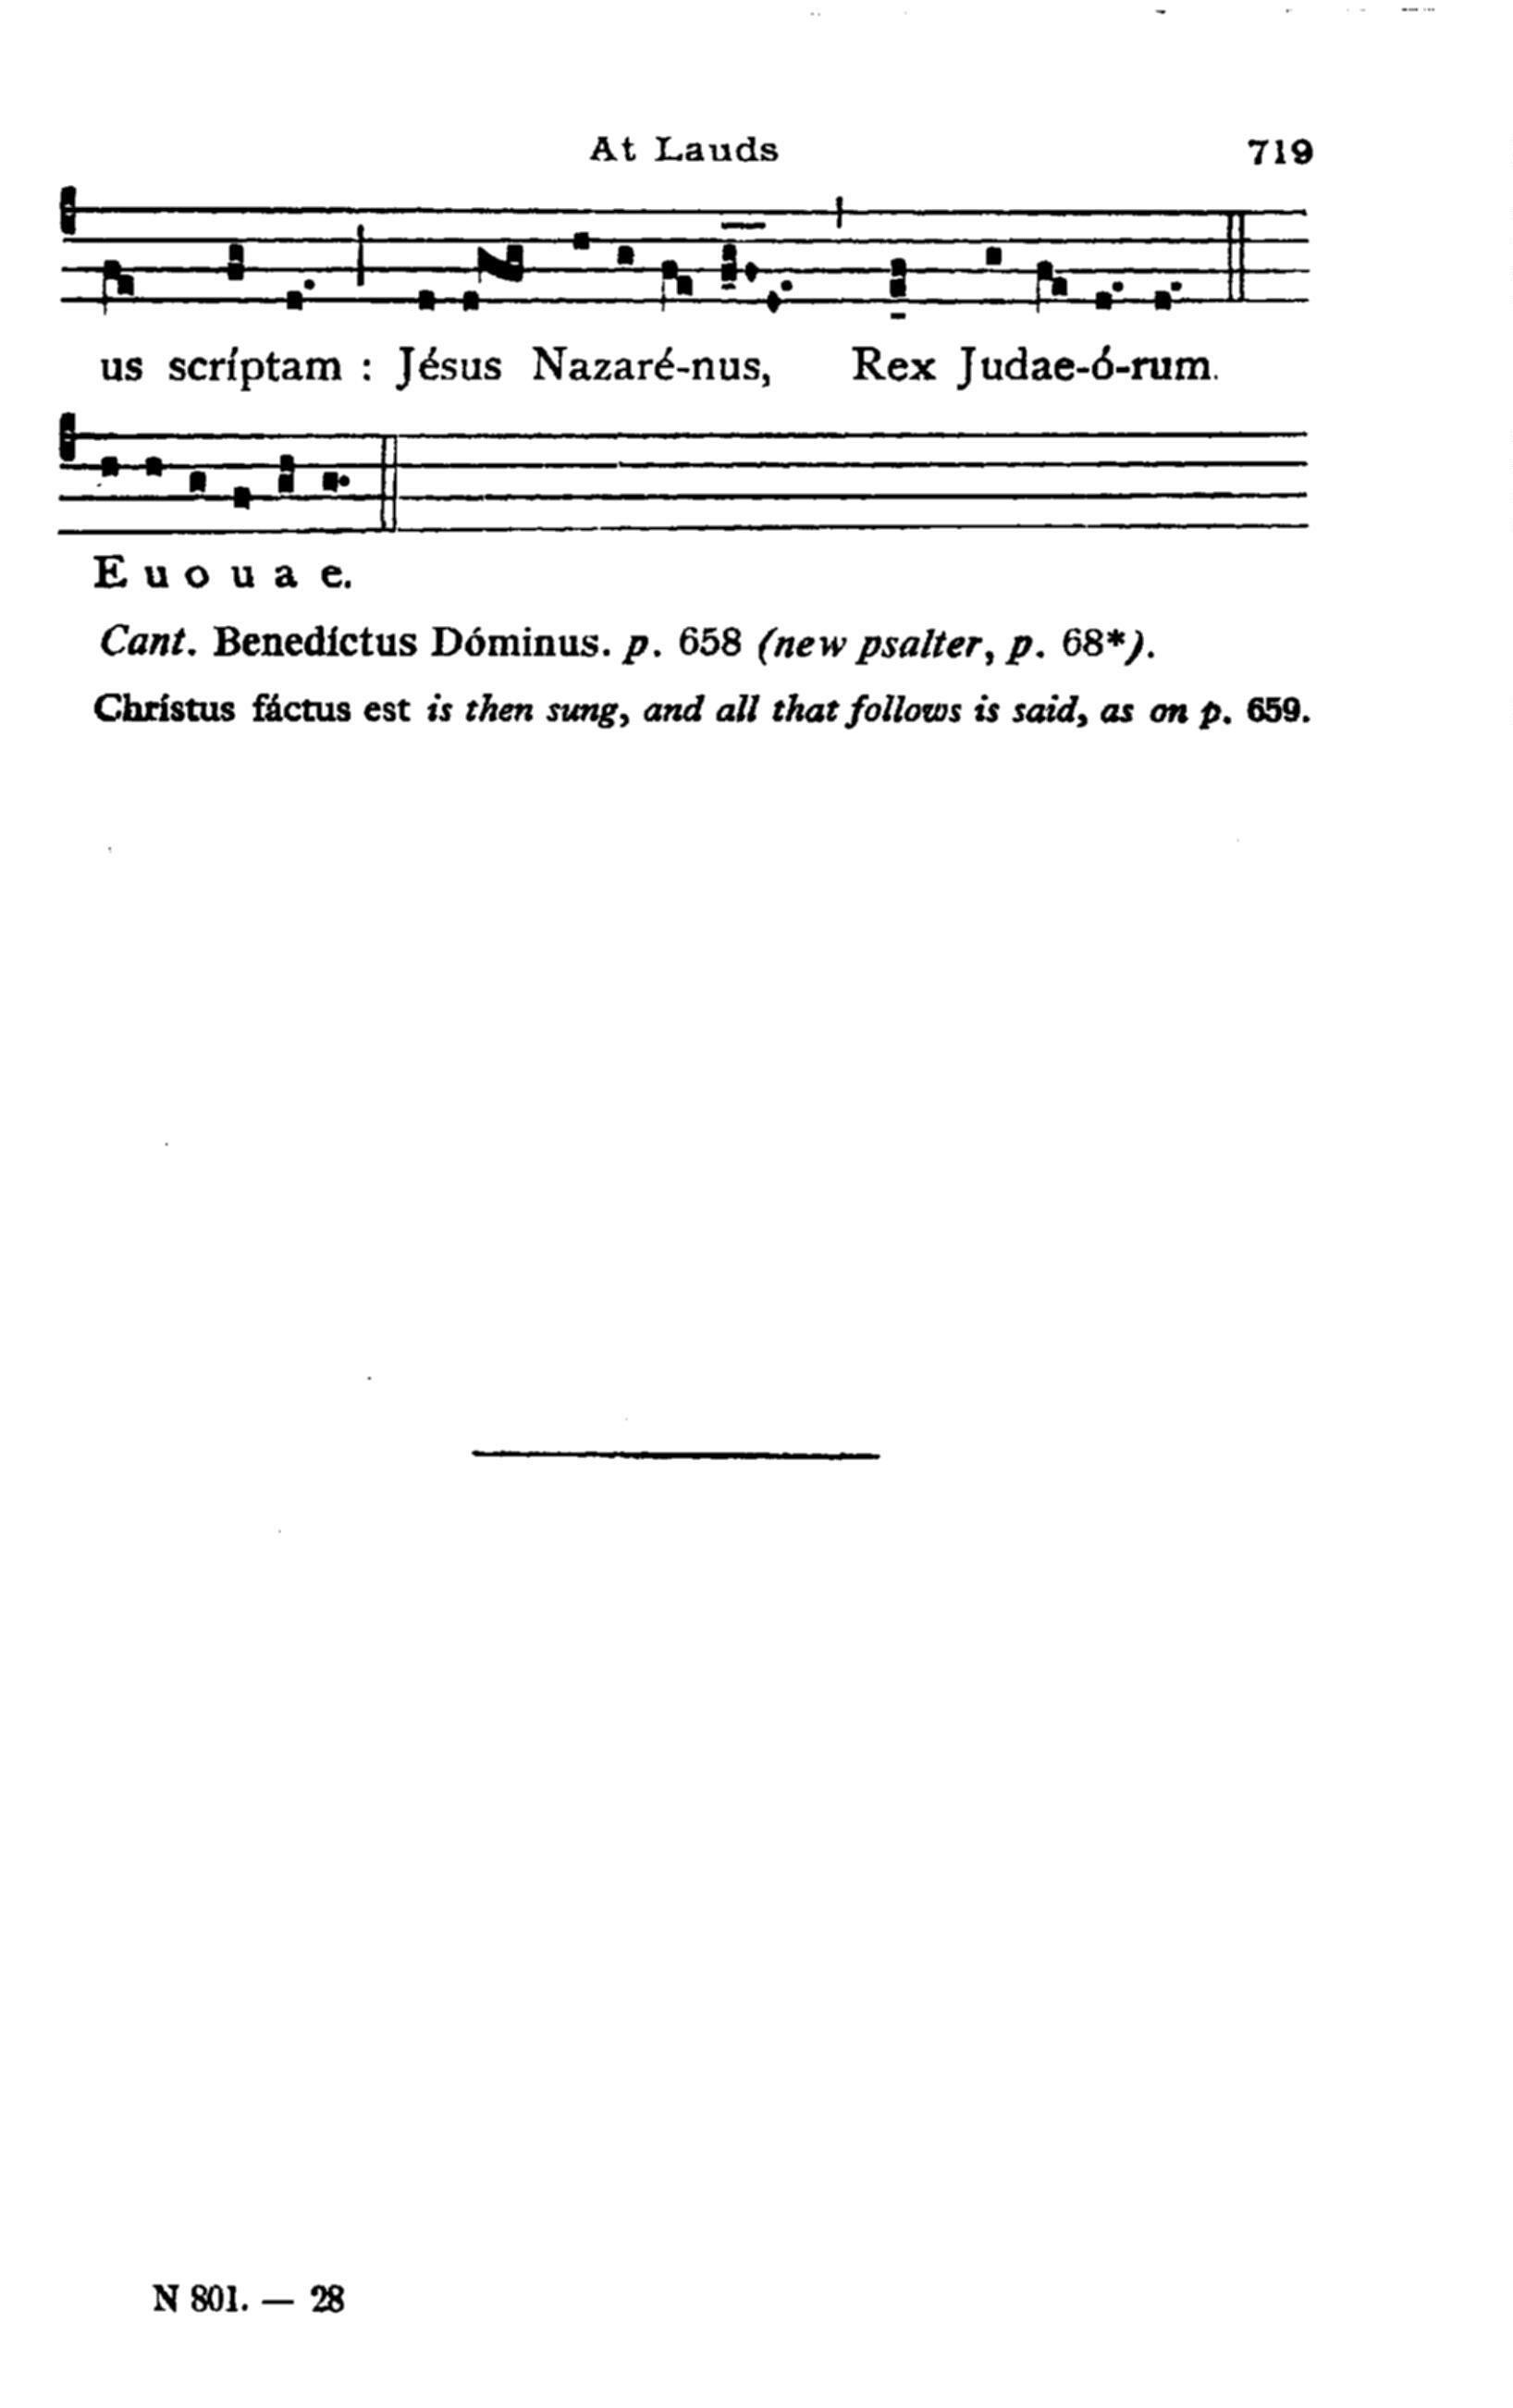 At Lauds 719
us scríptam : Jésus Nazaré-nus, Rex Judae-ó-rum.
E u o u a e.
Cant. Benedíctus Dóminus. p. 658 (new psalter, p. 68*).
Chrístus fáctus est is then sung, and all that follows is said, as on p. 659.
N 801. — 28